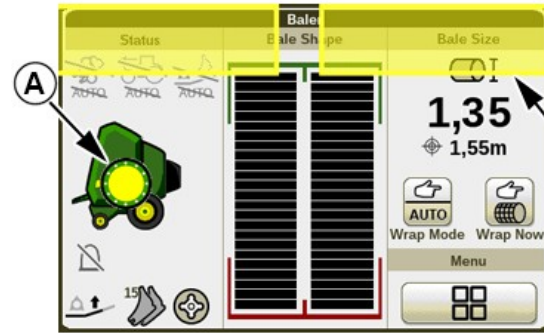 Baler
Status
Bale Shape
Bale Size
AUTO AUTO AUTO
A
1,35
1,55m
AUTO
Wrap Mode
Wrap Now
Menu
15